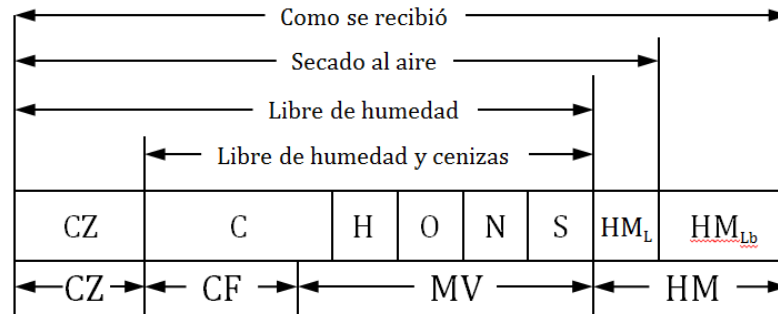 Como se recibió
Secado al aire
Libre de humedad
Libre de humedad y cenizas
CZ C H O N S HM_L HM_Lb
CZ CF MV HM